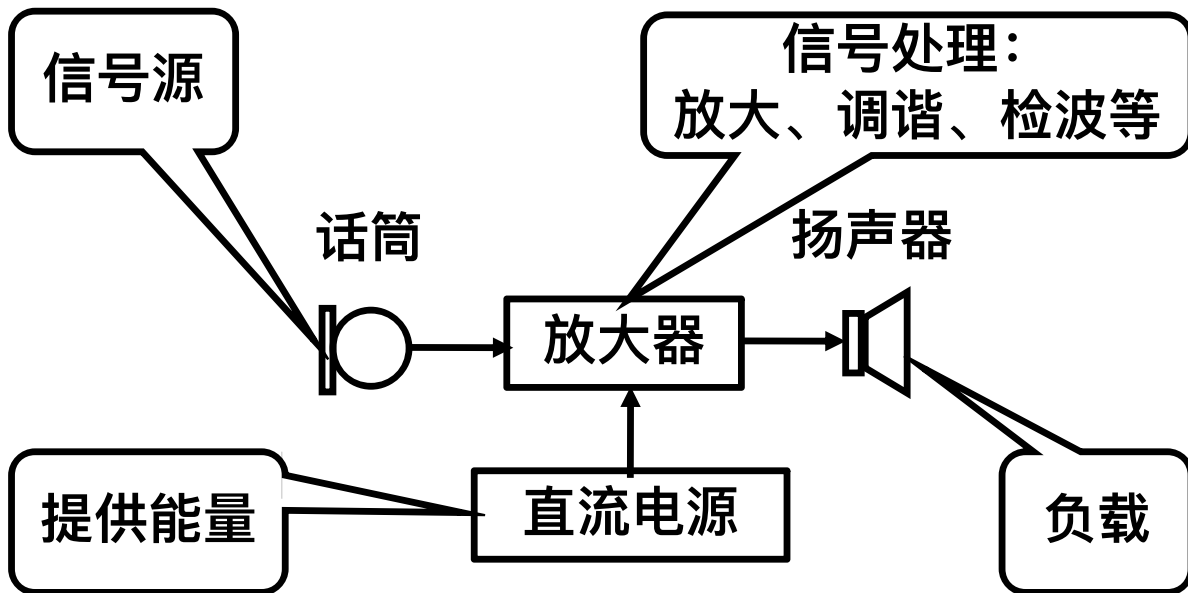 信号源
信号处理：
放大、调谐、检波等
话筒
扬声器
放大器
提供能量
直流电源
负载